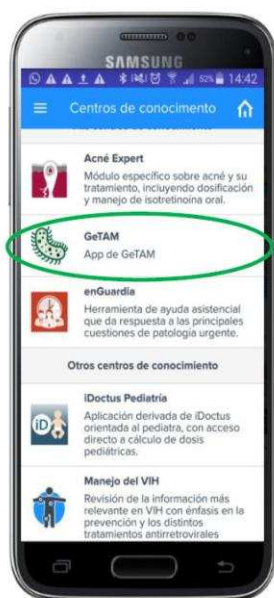 SAMSUNG
52% 14:42
Centros de conocimiento
Acné Expert
Módulo específico sobre acné y su
tratamiento, incluyendo dosificación
y manejo de isotretinoína oral.
GeTAM
App de GeTAM
enGuardia
Herramienta de ayuda asistencial
que da respuesta a las principales
cuestiones de patología urgente.
Otros centros de conocimiento
iDoctus Pediatría
Aplicación derivada de iDoctus
orientada al pediatra, con acceso
directo a cálculo de dosis
pediátricas.
iD
Manejo del VIH
Revisión de la información más
relevante en VIH con énfasis en la
prevención y los distintos
tratamientos antirretrovirales